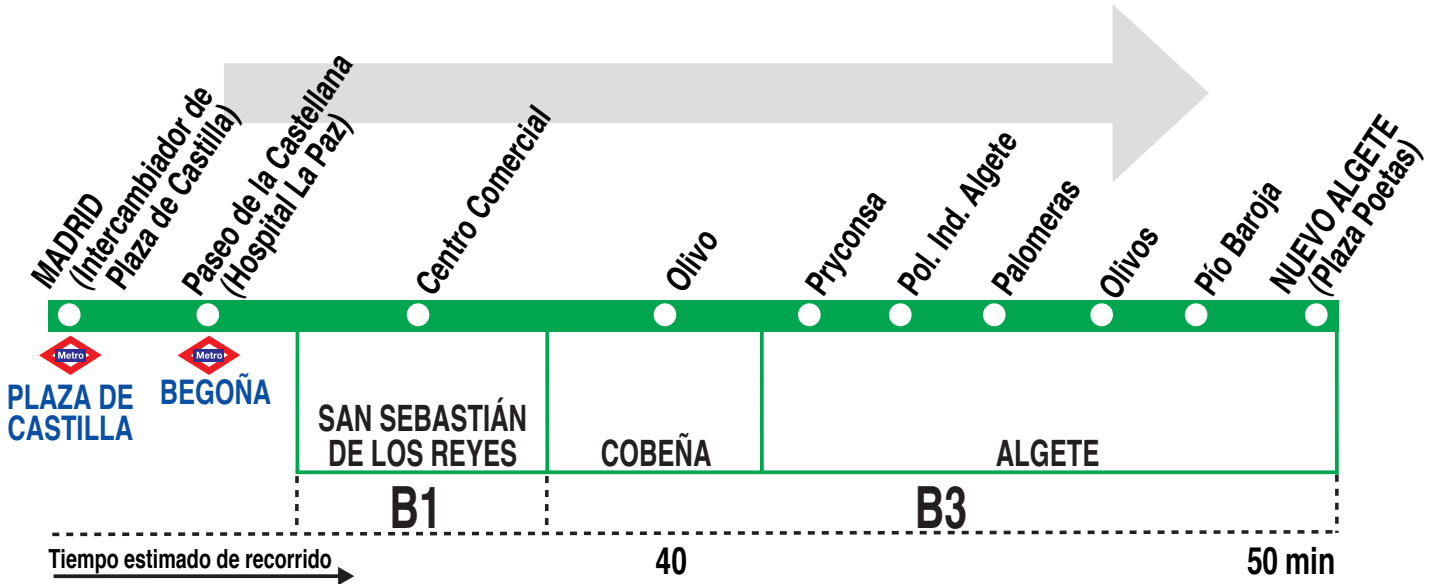 MADRID
(Intercambiador de
Plaza de Castilla)
Paseo de la Castellana
(Hospital La Paz)
Centro Comercial
Olivo
Pryconsa
Pol. Ind. Algete
Palomeras
Olivos
Pío Baroja
NUEVO ALGETE
(Plaza Poetas)
Metro
Metro
PLAZA DE
CASTILLA
BEGOÑA
SAN SEBASTIÁN
DE LOS REYES
COBEÑA
ALGETE
B1
B3
Tiempo estimado de recorrido
40
50 min